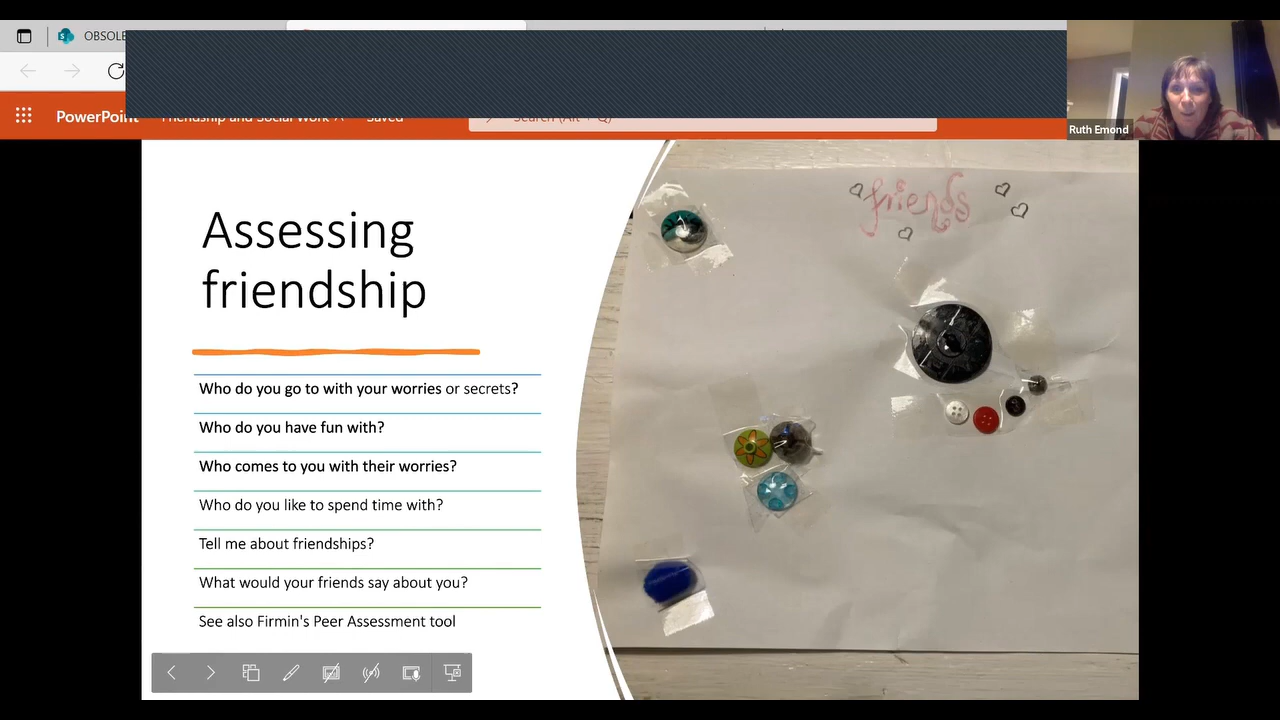 OBSOLE
PowerPoint
Friendship and Social Work
Saved
Search (Alt + Q)
Ruth Emond
Assessing
friendship
Who do you go to with your worries or secrets?
Who do you have fun with?
Who comes to you with their worries?
Who do you like to spend time with?
Tell me about friendships?
What would your friends say about you?
See also Firmin's Peer Assessment tool
friends